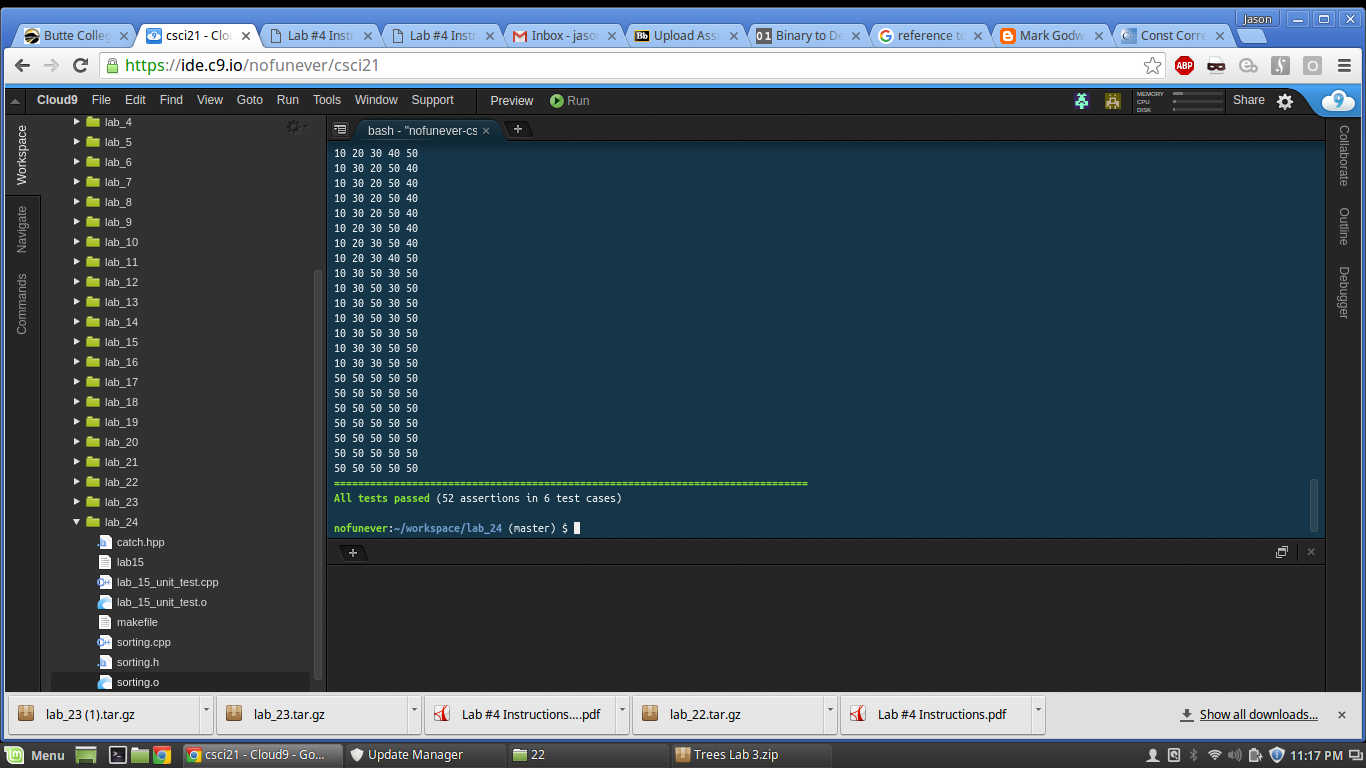 Jason
Butte Colleg
csci21 - Clou
Lab #4 Instr
Lab #4 Instr
Inbox - jaso
Upload Assi
Binary to De
reference to
Mark Godw
Const Corre
https://ide.c9.io/nofunever/csci21
Cloud9 File Edit Find View Goto Run Tools Window Support Preview Run MEMORY CPU DISK Share
Workspace
Navigate
Commands
lab_4
lab_5
lab_6
lab_7
lab_8
lab_9
lab_10
lab_11
lab_12
lab_13
lab_14
lab_15
lab_16
lab_17
lab_18
lab_19
lab_20
lab_21
lab_22
lab_23
lab_24
catch.hpp
lab15
lab_15_unit_test.cpp
lab_15_unit_test.o
makefile
sorting.cpp
sorting.h
sorting.o
bash - "nofunever-cs
10 20 30 40 50
10 30 20 50 40
10 30 20 50 40
10 30 20 50 40
10 30 20 50 40
10 20 30 50 40
10 20 30 50 40
10 20 30 40 50
10 30 50 30 50
10 30 50 30 50
10 30 50 30 50
10 30 50 30 50
10 30 50 30 50
10 30 30 50 50
10 30 30 50 50
50 50 50 50 50
50 50 50 50 50
50 50 50 50 50
50 50 50 50 50
50 50 50 50 50
50 50 50 50 50
50 50 50 50 50
===============================================================================
All tests passed (52 assertions in 6 test cases)
nofunever:~/workspace/lab_24 (master) $
Collaborate
Outline
Debugger
lab_23 (1).tar.gz
lab_23.tar.gz
Lab #4 Instructions....pdf
lab_22.tar.gz
Lab #4 Instructions.pdf
Show all downloads...
Menu
csci21 - Cloud9 - Go...
Update Manager
22
Trees Lab 3.zip
11:17 PM